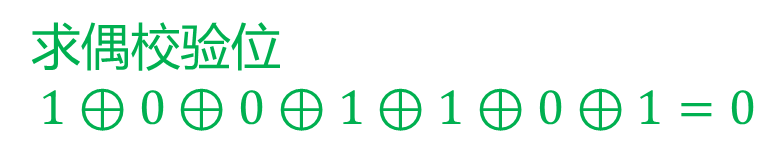 求偶校验位
1 ⊕ 0 ⊕ 0 ⊕ 1 ⊕ 1 ⊕ 0 ⊕ 1 = 0